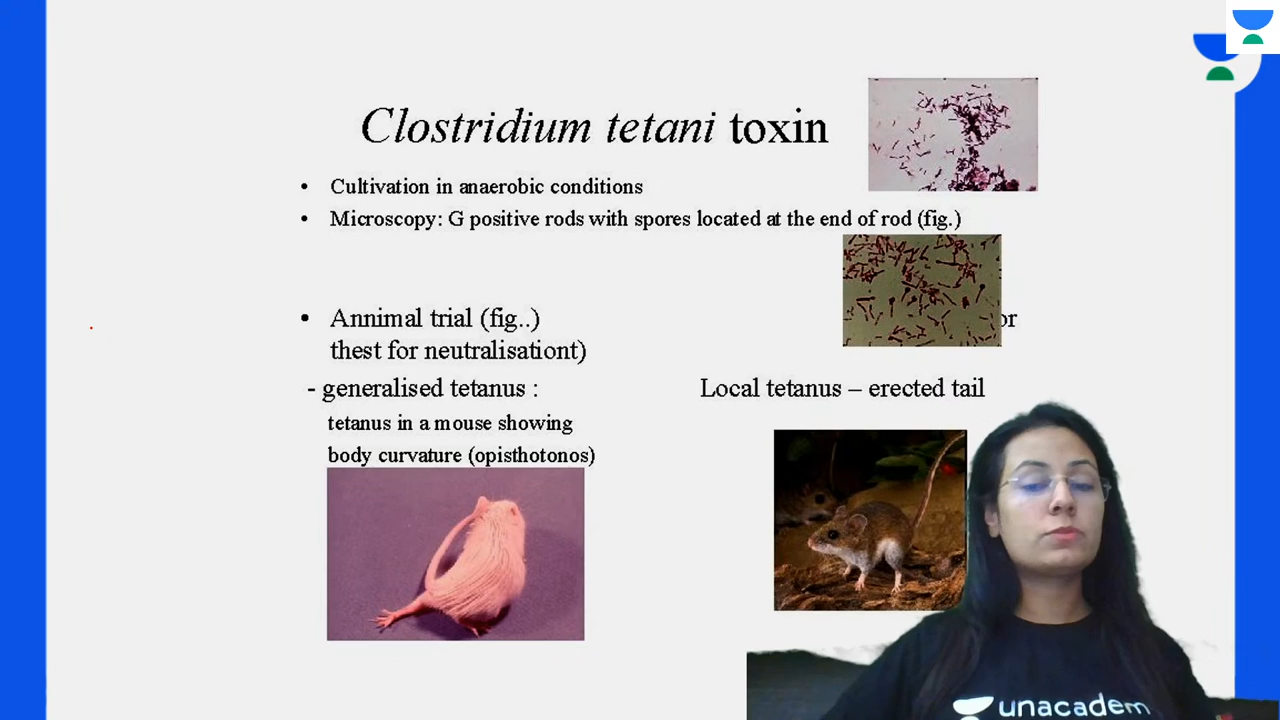 Clostridium tetani toxin
• Cultivation in anaerobic conditions
• Microscopy: G positive rods with spores located at the end of rod (fig.)
• Annimal trial (fig..)
or
thest for neutralisationt)
- generalised tetanus :
Local tetanus – erected tail
tetanus in a mouse showing
body curvature (opisthotonos)
unacadem